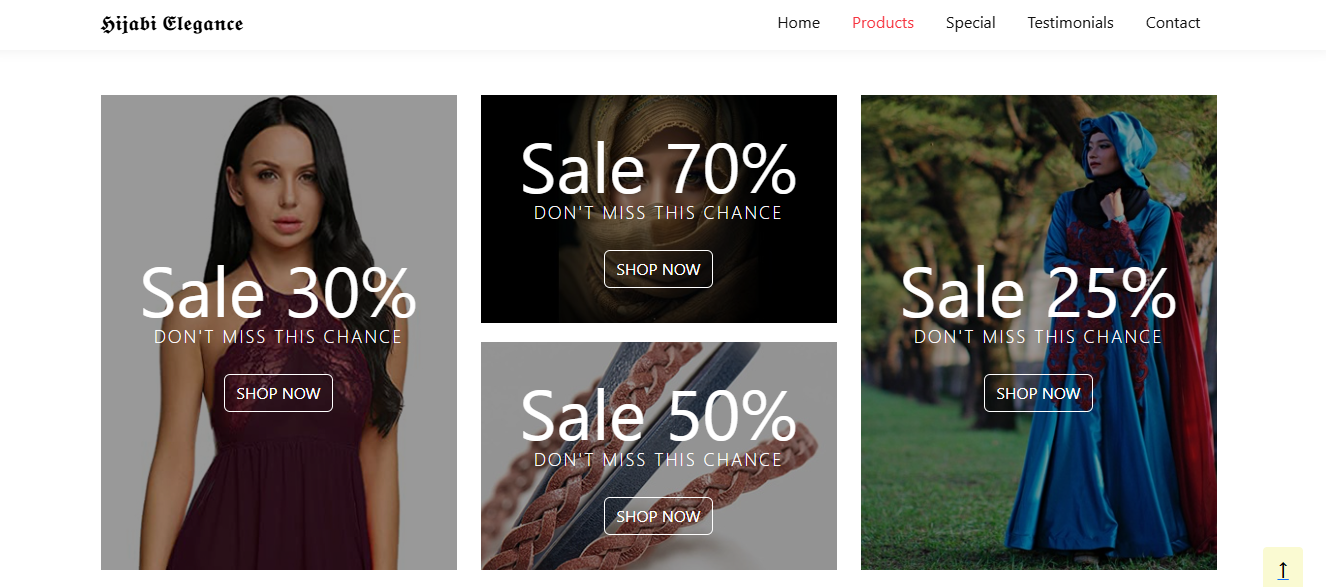 Hijabi Elegance
Home Products Special Testimonials Contact
Sale 30%
DON'T MISS THIS CHANCE
SHOP NOW
Sale 70%
DON'T MISS THIS CHANCE
SHOP NOW
Sale 50%
DON'T MISS THIS CHANCE
SHOP NOW
Sale 25%
DON'T MISS THIS CHANCE
SHOP NOW
↑